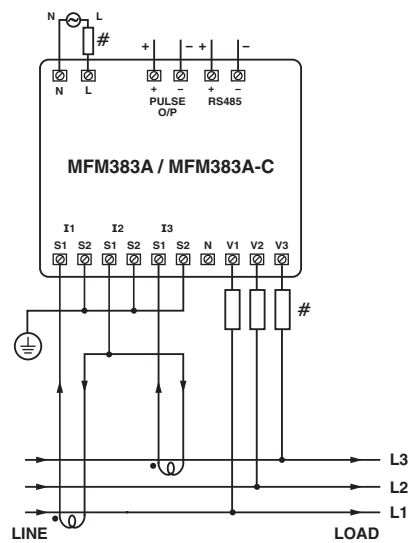 N L
#
+ − + −
N L + − + −
PULSE RS485
O/P
MFM383A / MFM383A-C
I1 I2 I3
S1 S2 S1 S2 S1 S2 N V1 V2 V3
#
L3
L2
L1
LINE LOAD